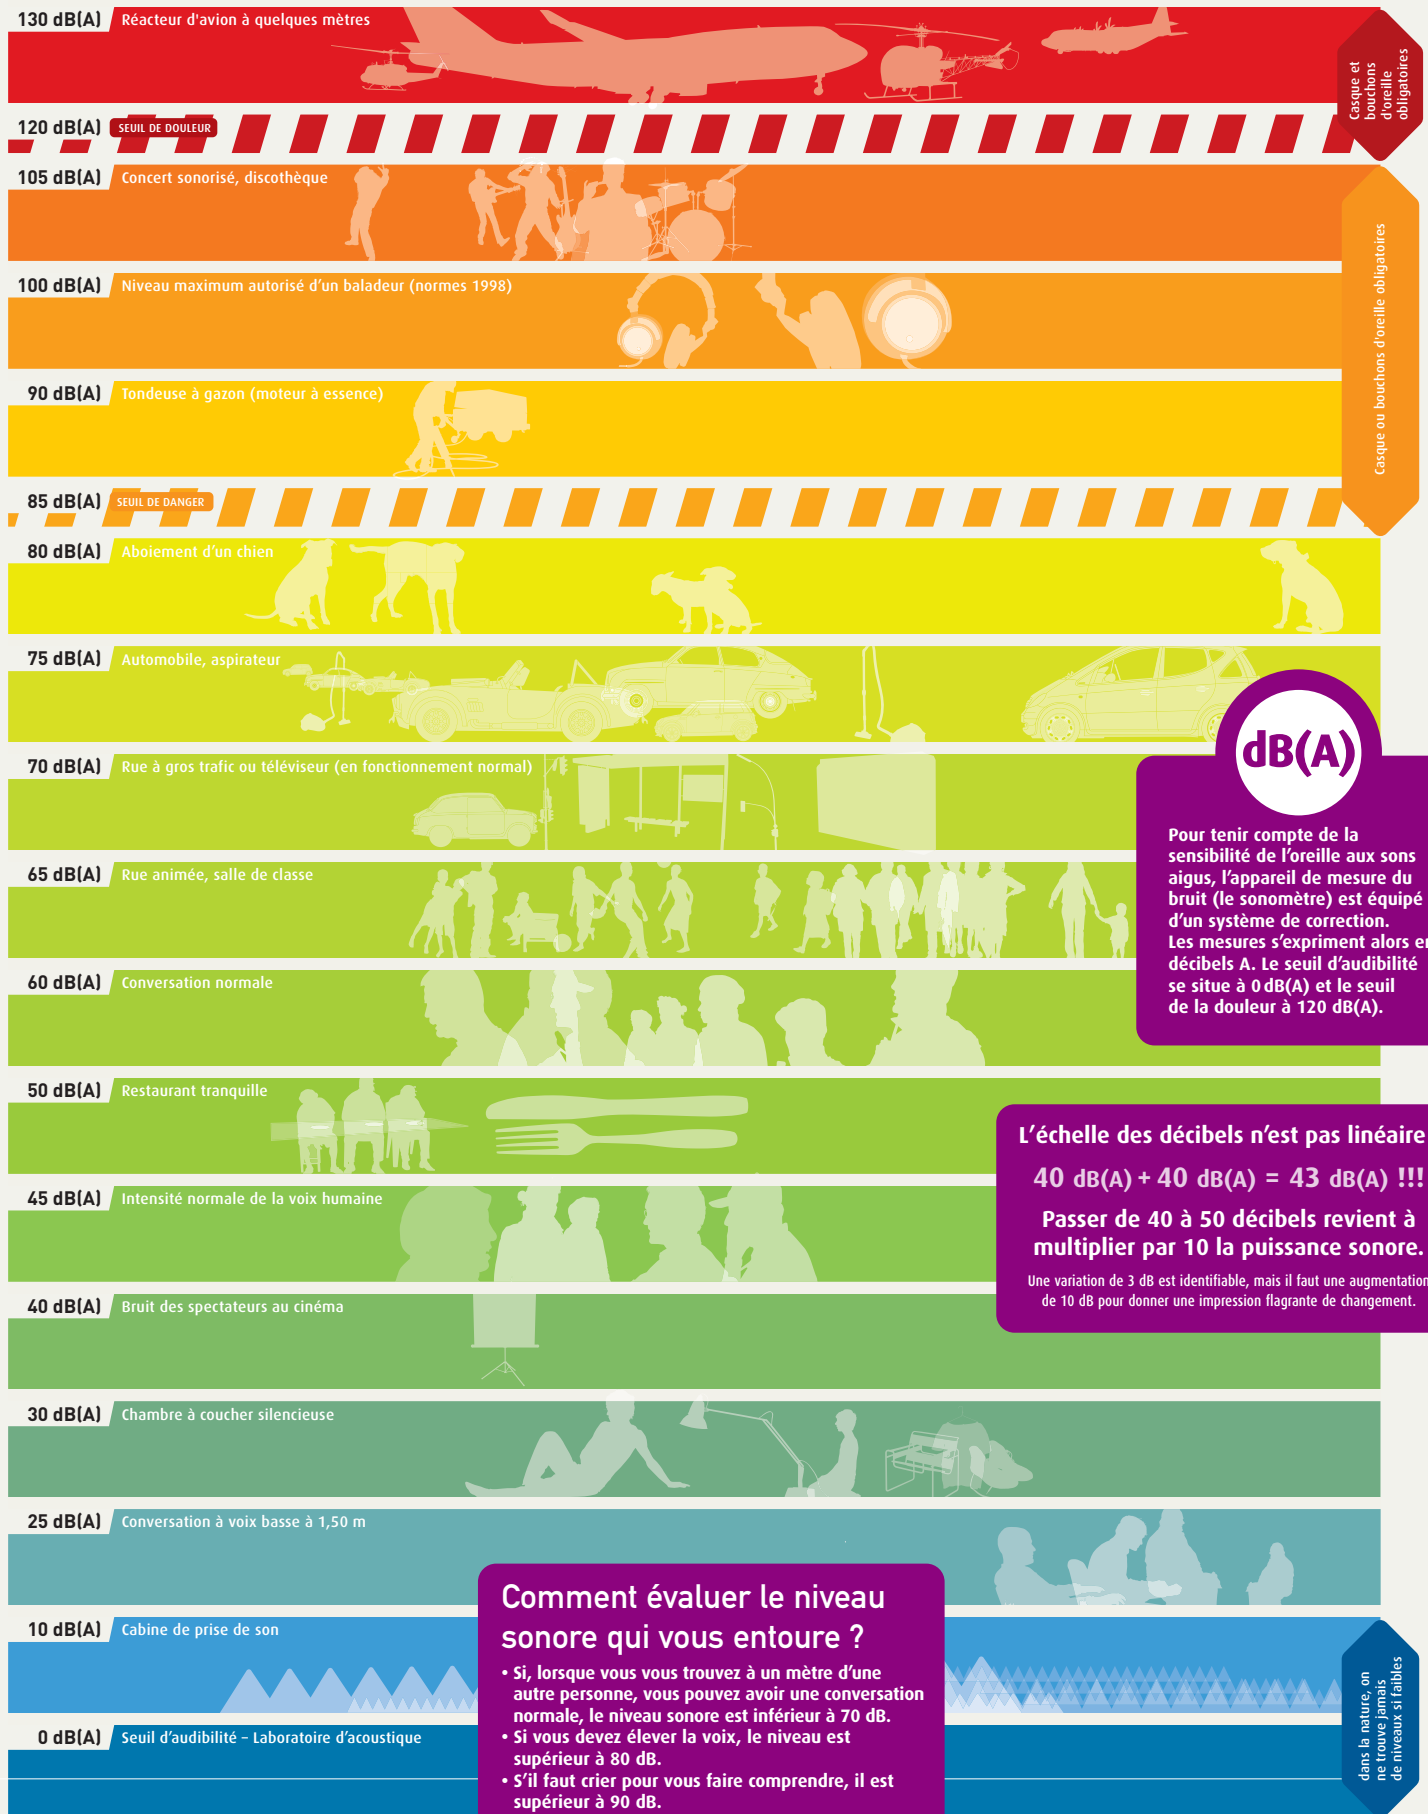 130 dB(A) Réacteur d'avion à quelques mètres
Casque et
bouchons
d'oreille
obligatoires
120 dB(A) SEUIL DE DOULEUR
105 dB(A) Concert sonorisé, discothèque
Casque ou bouchons d'oreille obligatoires
100 dB(A) Niveau maximum autorisé d’un baladeur (normes 1998)
90 dB(A) Tondeuse à gazon (moteur à essence)
85 dB(A) SEUIL DE DANGER
80 dB(A) Aboiement d’un chien
75 dB(A) Automobile, aspirateur
70 dB(A) Rue à gros trafic ou téléviseur (en fonctionnement normal)
dB(A)
Pour tenir compte de la
sensibilité de l’oreille aux sons
aigus, l’appareil de mesure du
bruit (le sonomètre) est équipé
d’un système de correction.
Les mesures s’expriment alors en
décibels A. Le seuil d’audibilité
se situe à 0 dB(A) et le seuil
de la douleur à 120 dB(A).
65 dB(A) Rue animée, salle de classe
60 dB(A) Conversation normale
50 dB(A) Restaurant tranquille
L’échelle des décibels n’est pas linéaire
40 dB(A) + 40 dB(A) = 43 dB(A) !!!
Passer de 40 à 50 décibels revient à
multiplier par 10 la puissance sonore.
Une variation de 3 dB est identifiable, mais il faut une augmentation
de 10 dB pour donner une impression flagrante de changement.
45 dB(A) Intensité normale de la voix humaine
40 dB(A) Bruit des spectateurs au cinéma
30 dB(A) Chambre à coucher silencieuse
25 dB(A) Conversation à voix basse à 1,50 m
10 dB(A) Cabine de prise de son
0 dB(A) Seuil d’audibilité – Laboratoire d’acoustique
Comment évaluer le niveau
sonore qui vous entoure ?
• Si, lorsque vous vous trouvez à un mètre d’une
autre personne, vous pouvez avoir une conversation
normale, le niveau sonore est inférieur à 70 dB.
• Si vous devez élever la voix, le niveau est
supérieur à 80 dB.
• S’il faut crier pour vous faire comprendre, il est
supérieur à 90 dB.
dans la nature, on
ne trouve jamais
de niveaux si faibles